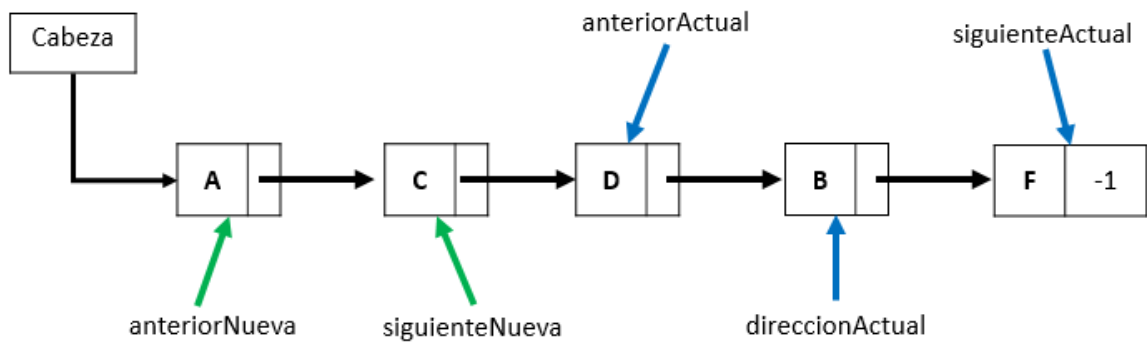 anteriorActual
siguienteActual
Cabeza
A
C
D
B
F
-1
anteriorNueva
siguienteNueva
direccionActual